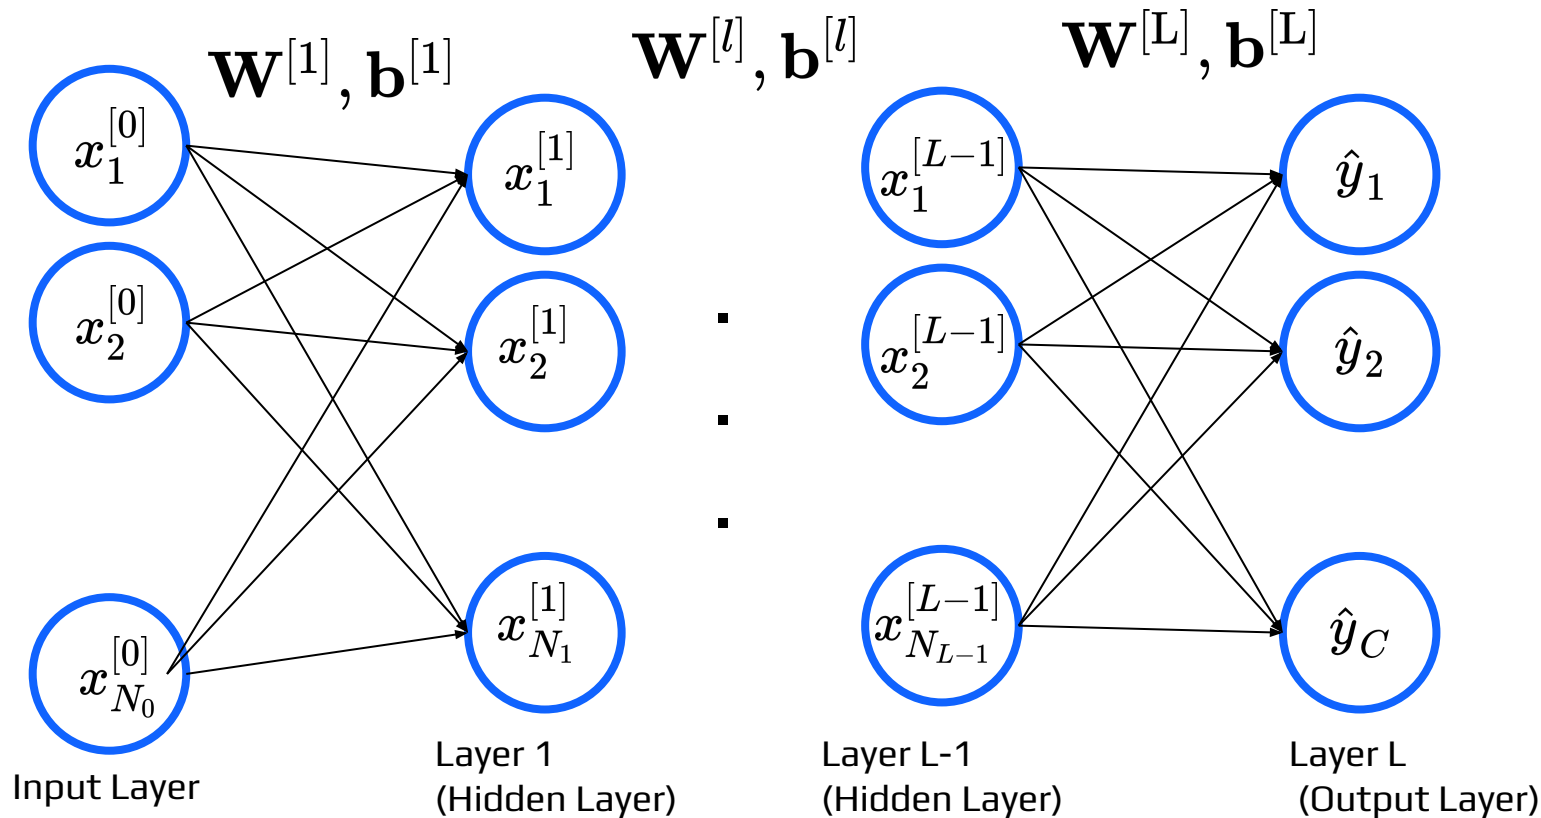 𝐖^[1], 𝐛^[1]
𝐖^[l], 𝐛^[l]
𝐖^[L], 𝐛^[L]
x_1^[0]
x_2^[0]
x_{N_0}^[0]
Input Layer
x_1^[1]
x_2^[1]
x_{N_1}^[1]
Layer 1
(Hidden Layer)
x_1^[L−1]
x_2^[L−1]
x_{N_{L−1}}^[L−1]
Layer L-1
(Hidden Layer)
ŷ_1
ŷ_2
ŷ_C
Layer L
(Output Layer)